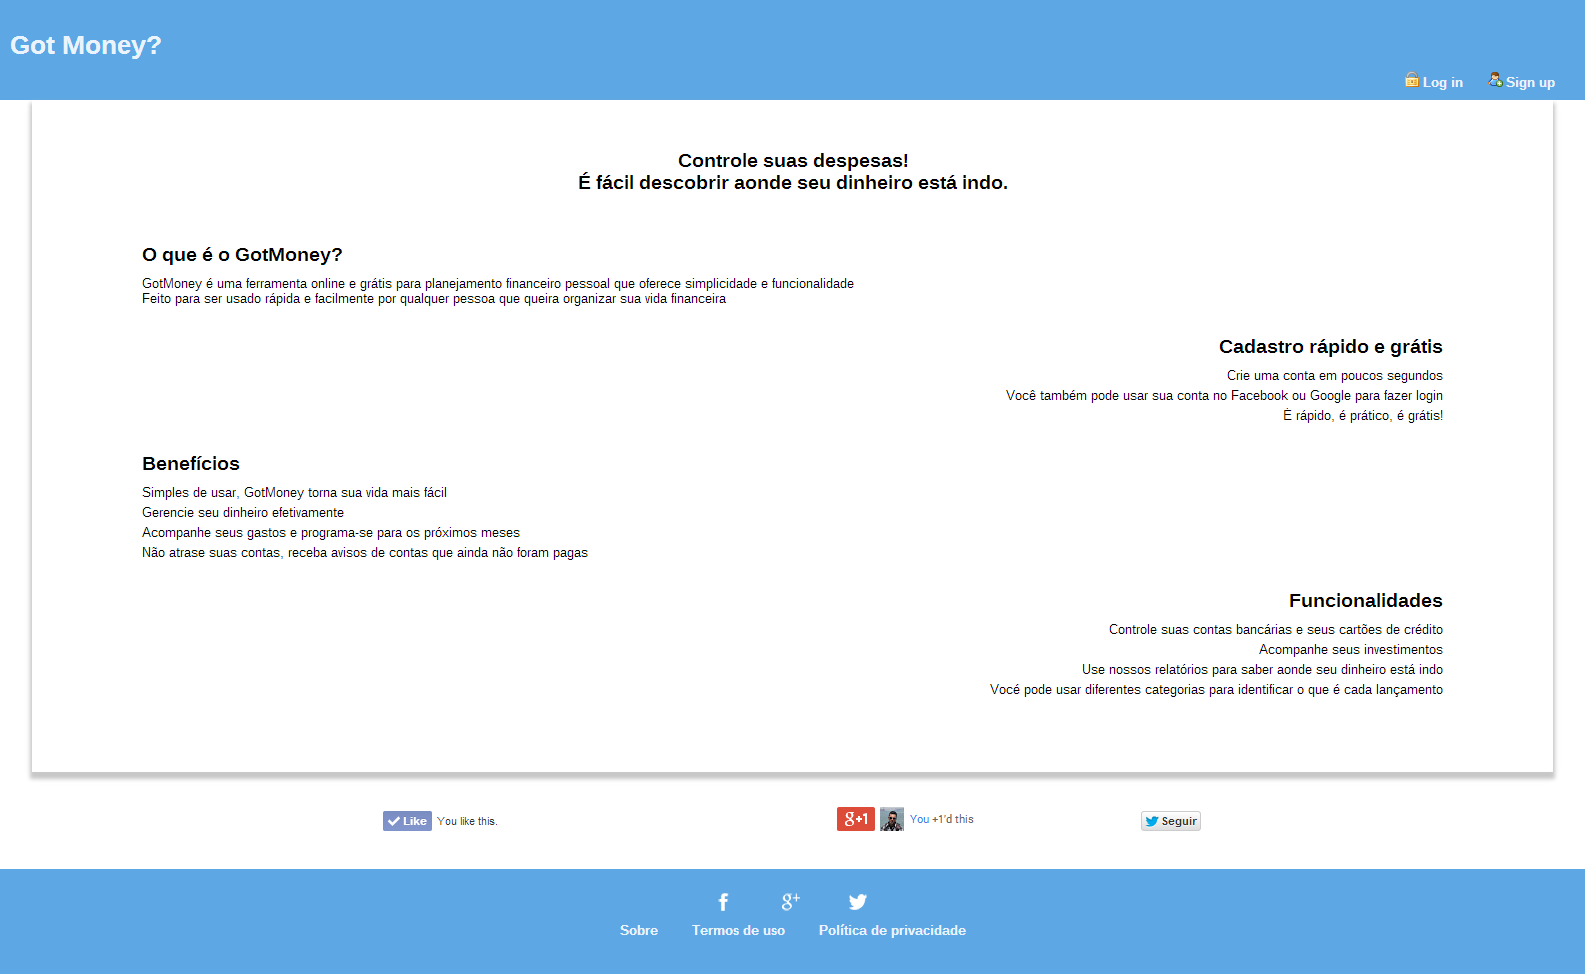 Got Money?
Log in
Sign up
Controle suas despesas!
É fácil descobrir aonde seu dinheiro está indo.
O que é o GotMoney?
GotMoney é uma ferramenta online e grátis para planejamento financeiro pessoal que oferece simplicidade e funcionalidade
Feito para ser usado rápida e facilmente por qualquer pessoa que queira organizar sua vida financeira
Cadastro rápido e grátis
Crie uma conta em poucos segundos
Você também pode usar sua conta no Facebook ou Google para fazer login
É rápido, é prático, é grátis!
Benefícios
Simples de usar, GotMoney torna sua vida mais fácil
Gerencie seu dinheiro efetivamente
Acompanhe seus gastos e programa-se para os próximos meses
Não atrase suas contas, receba avisos de contas que ainda não foram pagas
Funcionalidades
Controle suas contas bancárias e seus cartões de crédito
Acompanhe seus investimentos
Use nossos relatórios para saber aonde seu dinheiro está indo
Vocé pode usar diferentes categorias para identificar o que é cada lançamento
Like You like this.
g+1 You +1'd this
Seguir
f g+
Sobre Termos de uso Política de privacidade